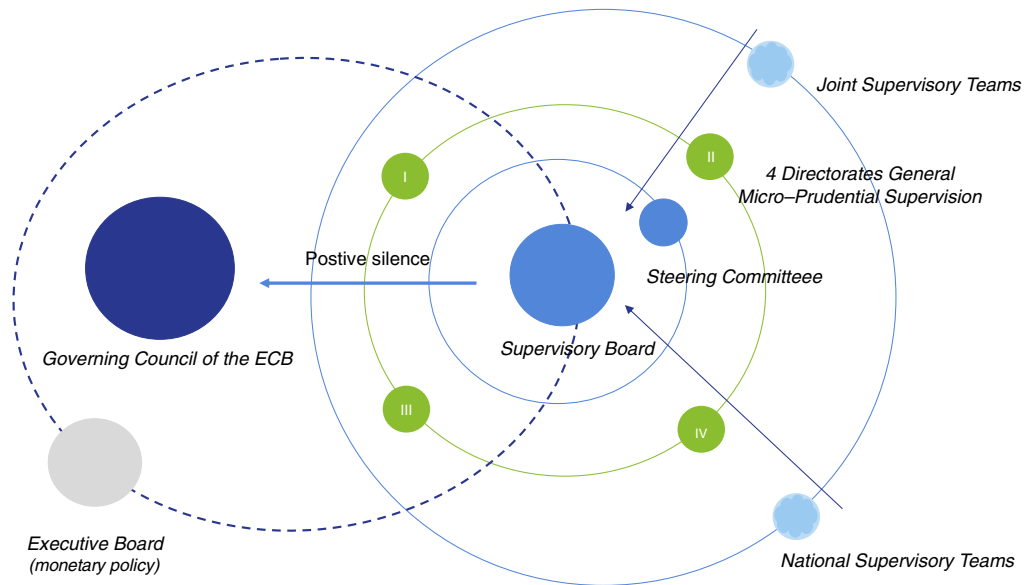 Joint Supervisory Teams
I
II
4 Directorates General
Micro–Prudential Supervision
Postive silence
Steering Committeee
Governing Council of the ECB
Supervisory Board
III
IV
Executive Board
(monetary policy)
National Supervisory Teams